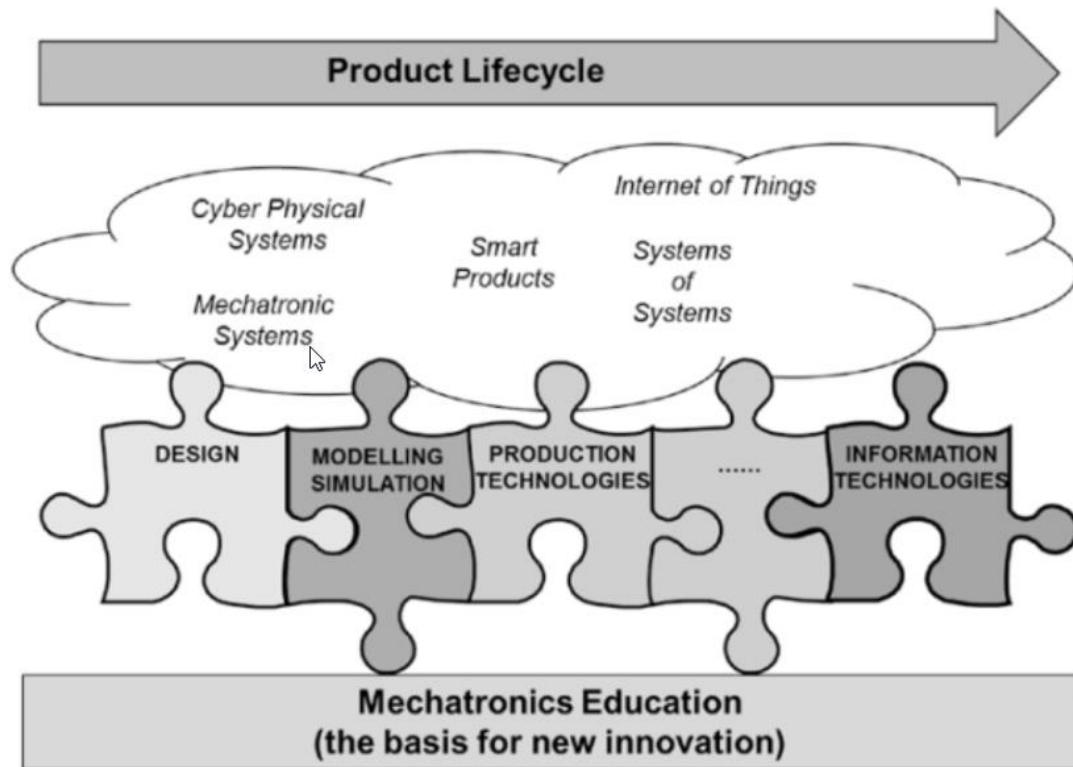 Product Lifecycle
Internet of Things
Cyber Physical
Systems
Smart
Products
Systems
of
Systems
Mechatronic
Systems
DESIGN
MODELLING
SIMULATION
PRODUCTION
TECHNOLOGIES
......
INFORMATION
TECHNOLOGIES
Mechatronics Education
(the basis for new innovation)